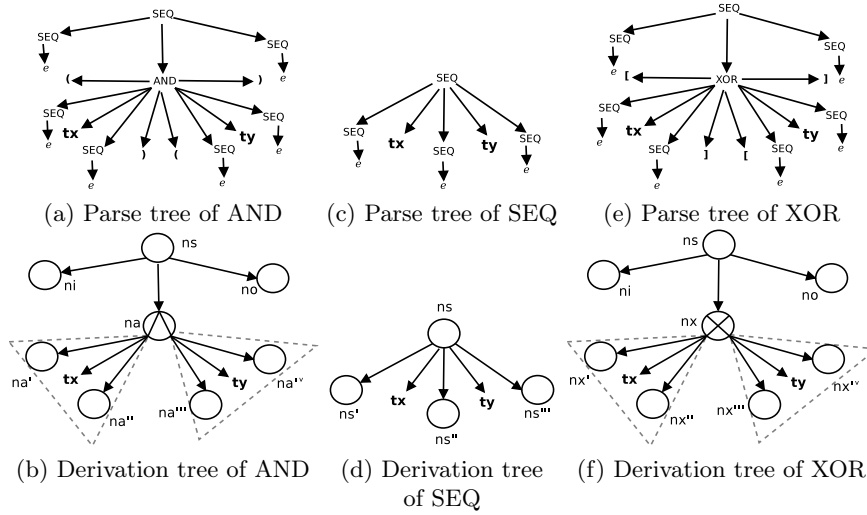 SEQ SEQ
SEQ SEQ SEQ SEQ
e e SEQ e e
( AND ) [ XOR ]
SEQ SEQ SEQ SEQ
tx ty SEQ tx ty SEQ tx ty
e SEQ ) ( SEQ e SEQ e e SEQ ] [ SEQ e
e e e e e
(a) Parse tree of AND (c) Parse tree of SEQ (e) Parse tree of XOR
ns ns
ni no ni no
na ns nx
na' tx ty na'ᵛ tx ty nx' tx ty nx'ᵛ
na'' na''' ns' ns'' ns''' nx'' nx'''
(b) Derivation tree of AND (d) Derivation tree (f) Derivation tree of XOR
of SEQ